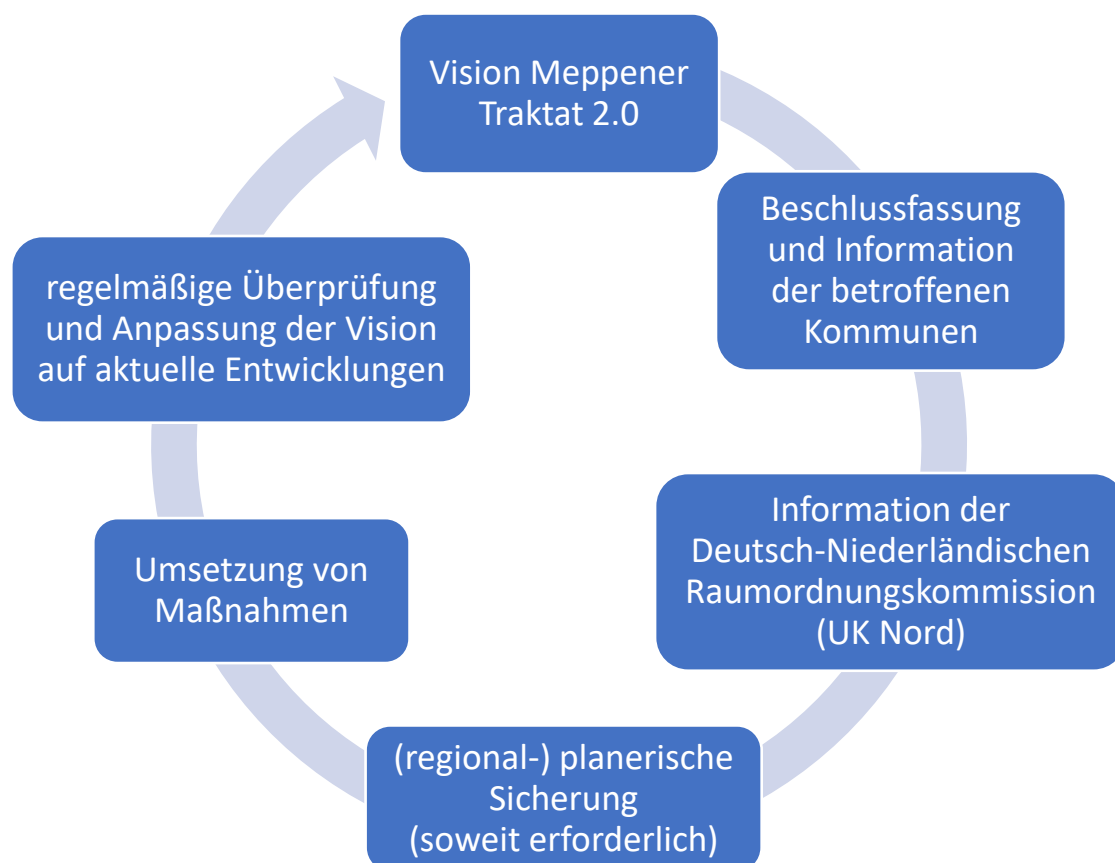 Vision Meppener
Traktat 2.0
Beschlussfassung
und Information
der betroffenen
Kommunen
Information der
Deutsch-Niederländischen
Raumordnungskommission
(UK Nord)
(regional-) planerische
Sicherung
(soweit erforderlich)
Umsetzung von
Maßnahmen
regelmäßige Überprüfung
und Anpassung der Vision
auf aktuelle Entwicklungen